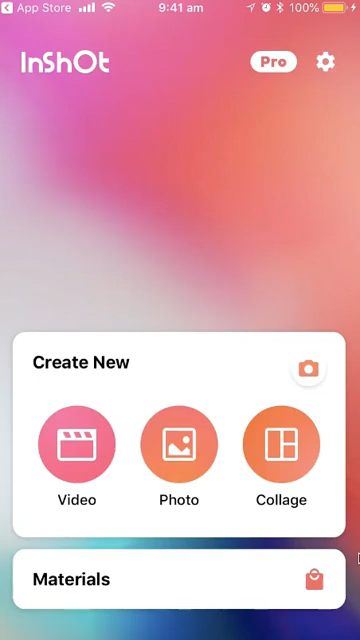 App Store 9:41 am 100%
InShOt Pro
Create New
Video Photo Collage
Materials